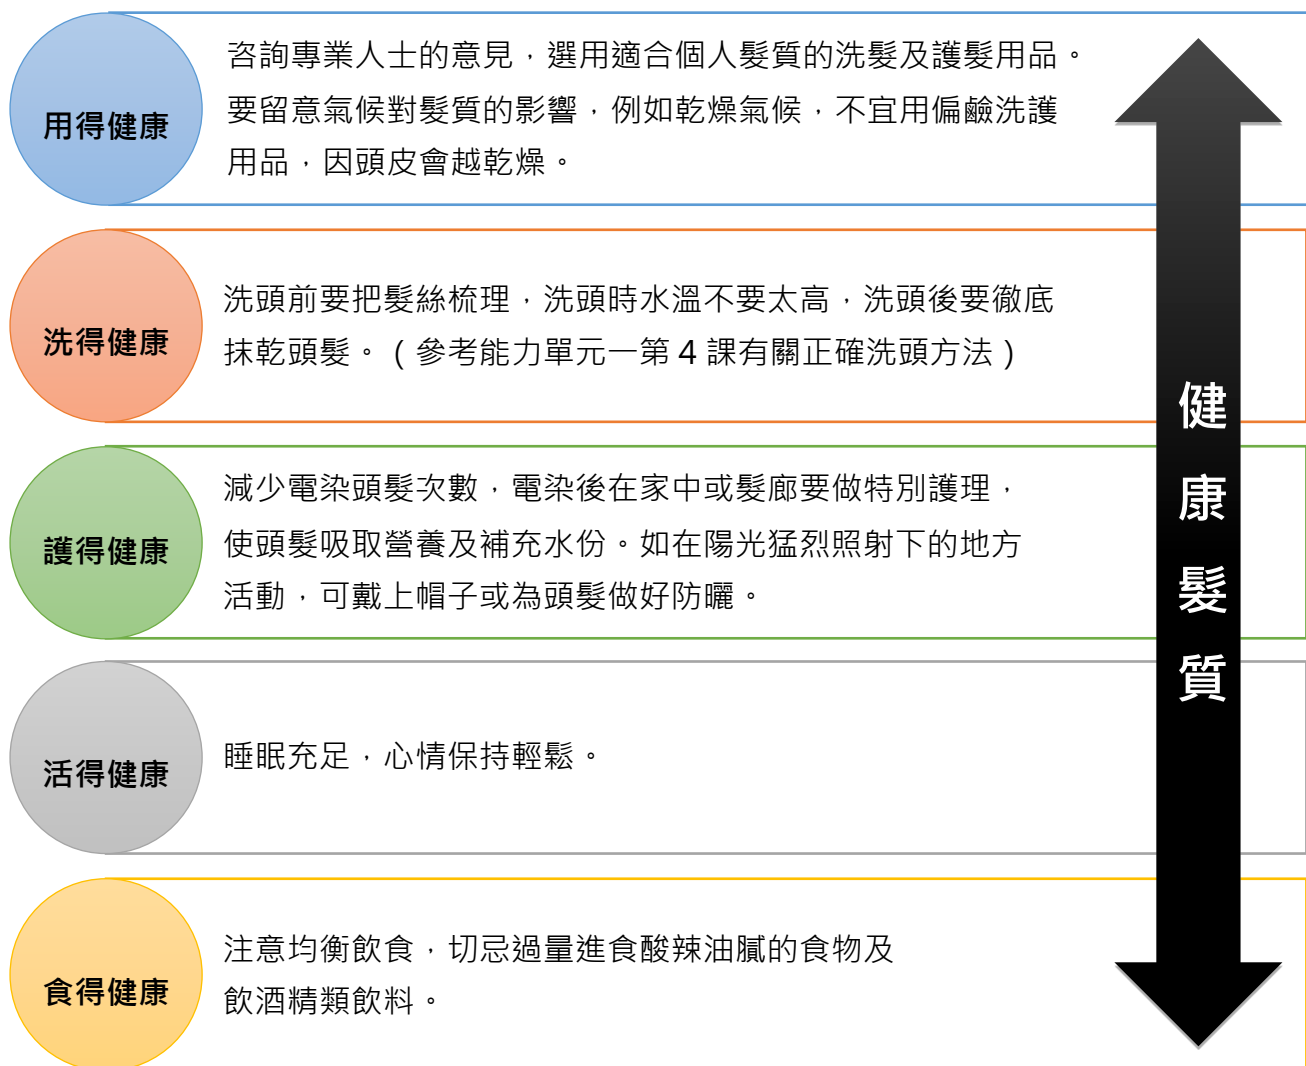 用得健康
咨詢專業人士的意見，選用適合個人髮質的洗髮及護髮用品。
要留意氣候對髮質的影響，例如乾燥氣候，不宜用偏鹼洗護
用品，因頭皮會越乾燥。
洗得健康
洗頭前要把髮絲梳理，洗頭時水溫不要太高，洗頭後要徹底
抹乾頭髮。（參考能力單元一第 4 課有關正確洗頭方法）
護得健康
減少電染頭髮次數，電染後在家中或髮廊要做特別護理，
使頭髮吸取營養及補充水份。如在陽光猛烈照射下的地方
活動，可戴上帽子或為頭髮做好防曬。
活得健康
睡眠充足，心情保持輕鬆。
食得健康
注意均衡飲食，切忌過量進食酸辣油膩的食物及
飲酒精類飲料。
健康髮質